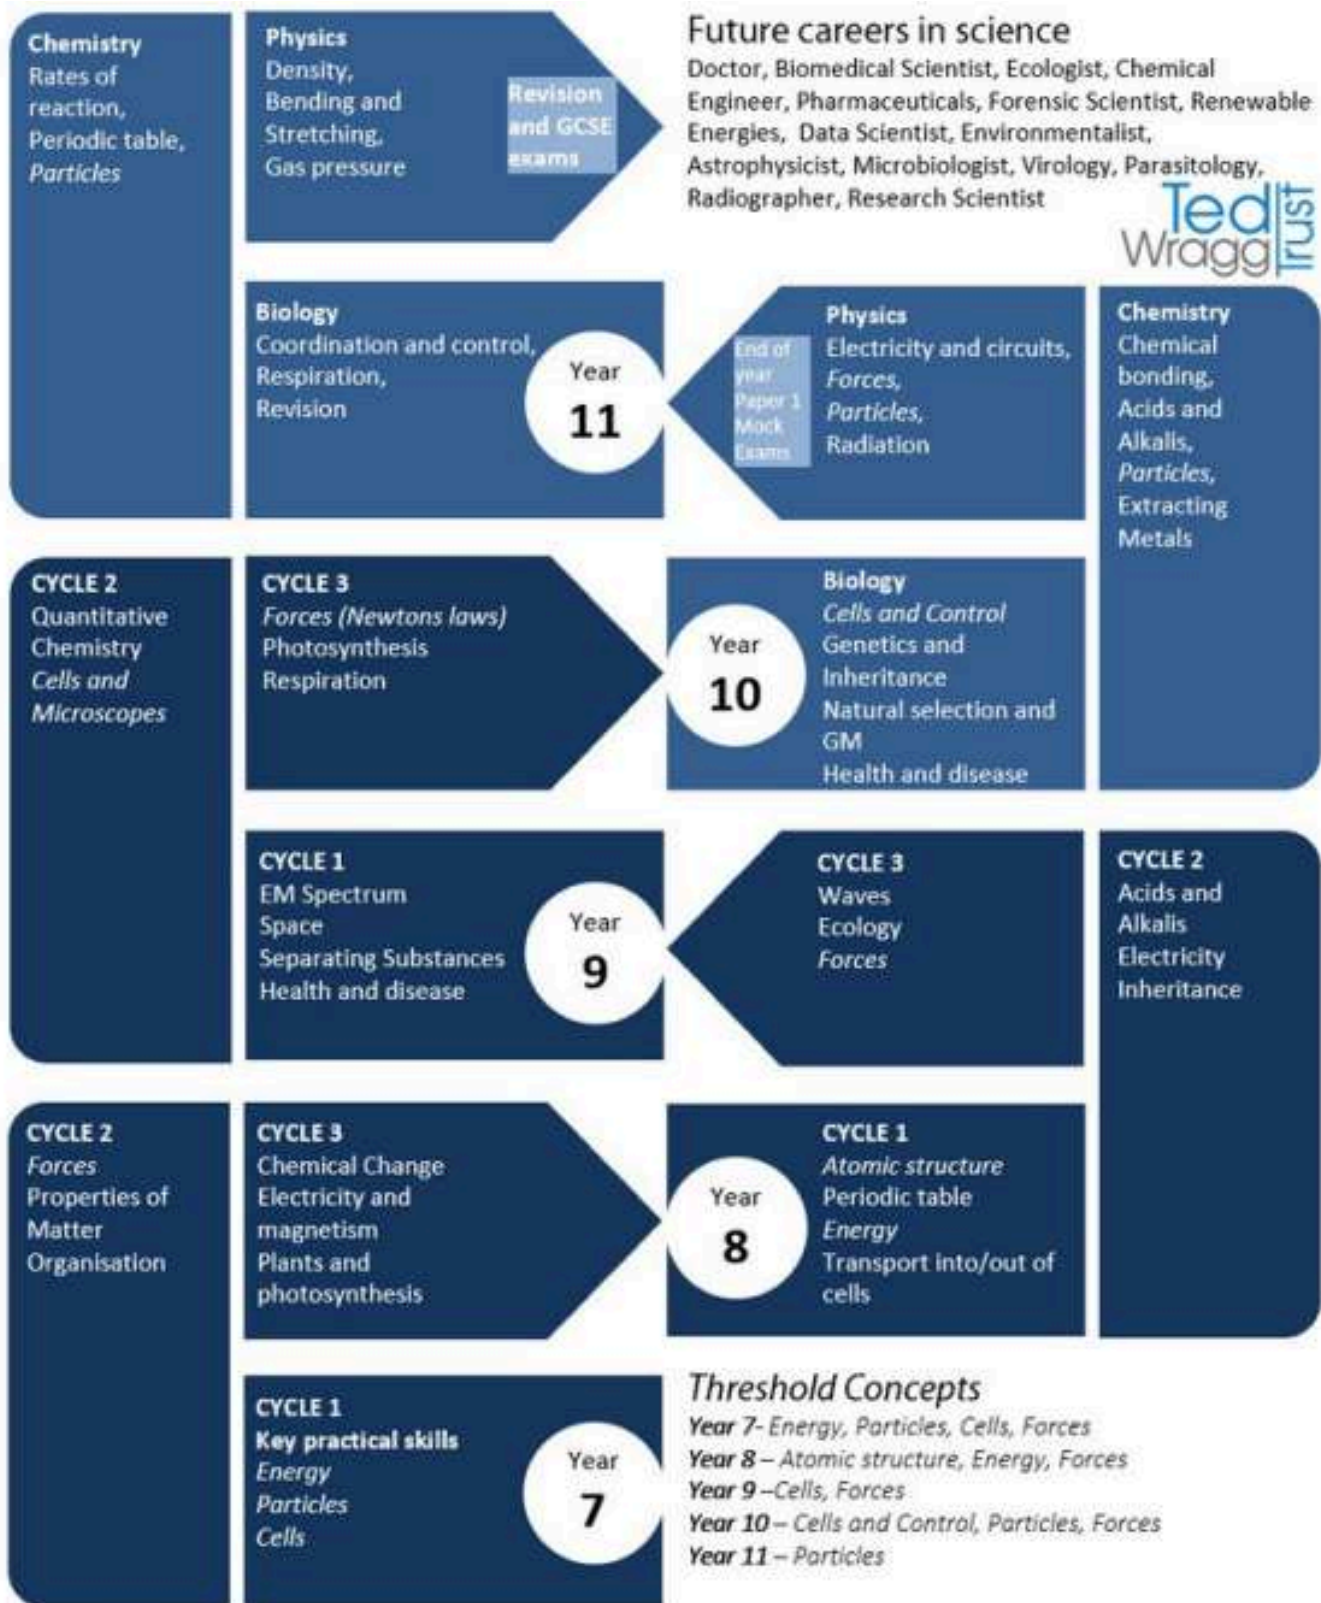 Chemistry
Rates of
reaction,
Periodic table,
Particles
Physics
Density,
Bending and
Stretching,
Gas pressure
Revision
and GCSE
exams
Future careers in science
Doctor, Biomedical Scientist, Ecologist, Chemical
Engineer, Pharmaceuticals, Forensic Scientist, Renewable
Energies, Data Scientist, Environmentalist,
Astrophysicist, Microbiologist, Virology, Parasitology,
Radiographer, Research Scientist
Ted
Wragg
Trust
Biology
Coordination and control,
Respiration,
Revision
Year
11
End of
year
Paper 1
Mock
Exams
Physics
Electricity and circuits,
Forces,
Particles,
Radiation
Chemistry
Chemical
bonding,
Acids and
Alkalis,
Particles,
Extracting
Metals
CYCLE 2
Quantitative
Chemistry
Cells and
Microscopes
CYCLE 3
Forces (Newtons laws)
Photosynthesis
Respiration
Year
10
Biology
Cells and Control
Genetics and
Inheritance
Natural selection and
GM
Health and disease
CYCLE 1
EM Spectrum
Space
Separating Substances
Health and disease
Year
9
CYCLE 3
Waves
Ecology
Forces
CYCLE 2
Acids and
Alkalis
Electricity
Inheritance
CYCLE 2
Forces
Properties of
Matter
Organisation
CYCLE 3
Chemical Change
Electricity and
magnetism
Plants and
photosynthesis
Year
8
CYCLE 1
Atomic structure
Periodic table
Energy
Transport into/out of
cells
CYCLE 1
Key practical skills
Energy
Particles
Cells
Year
7
Threshold Concepts
Year 7- Energy, Particles, Cells, Forces
Year 8 – Atomic structure, Energy, Forces
Year 9 –Cells, Forces
Year 10 – Cells and Control, Particles, Forces
Year 11 – Particles